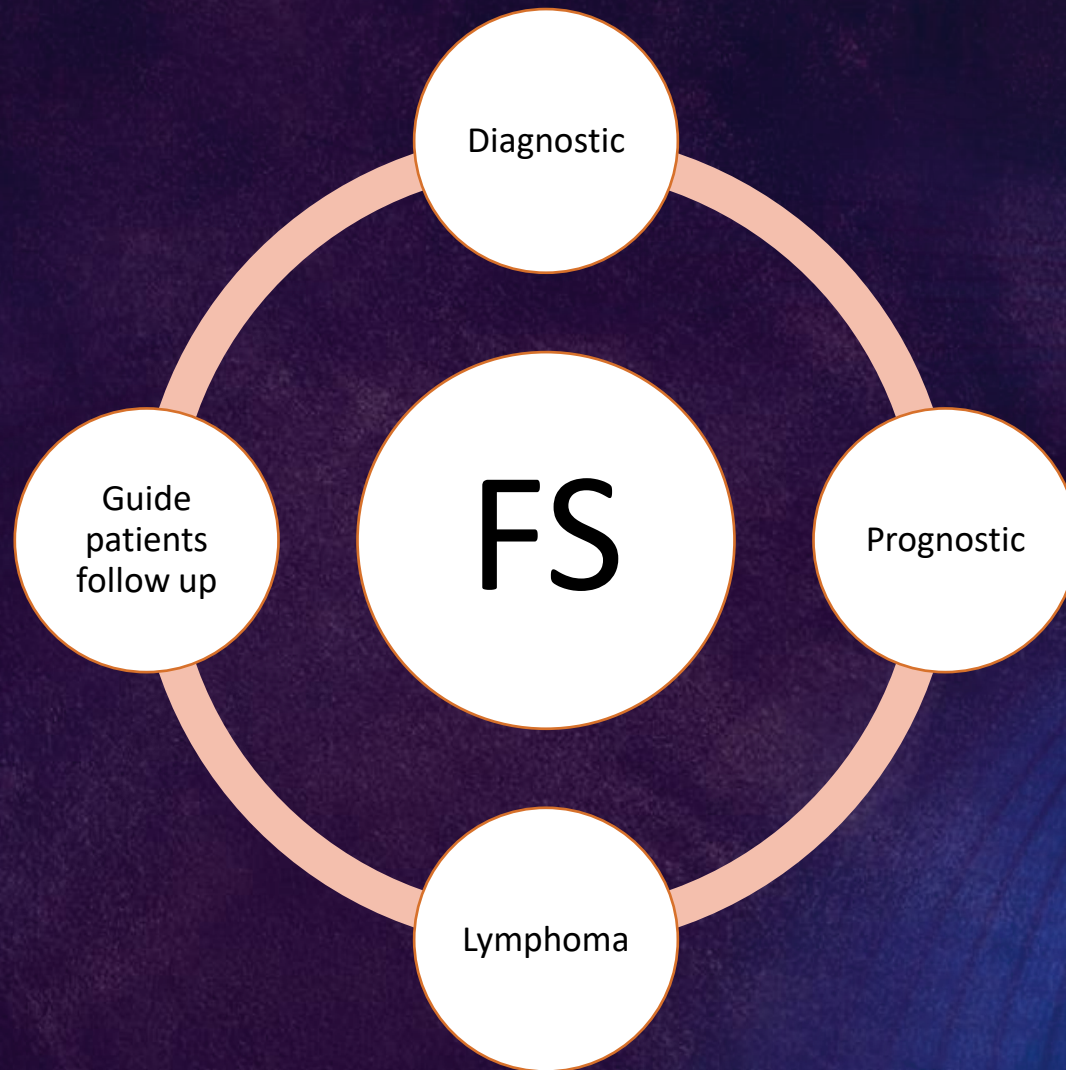 Diagnostic
Guide
patients
follow up
FS
Prognostic
Lymphoma